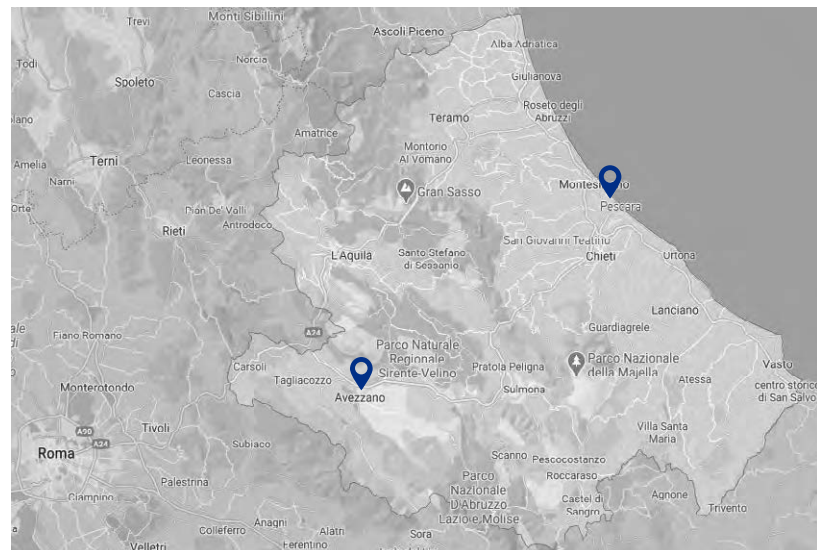 Monti Sibillini
Trevi
Ascoli Piceno
Alba Adriatica
Todi
Norcia
Spoleto
Giulianova
Cascia
Roseto degli
Abruzzi
Teramo
Amatrice
Montorio
Al Vomano
Amelia
Terni
Leonessa
Narni
Gran Sasso
Pescara
Rieti
Antrodoco
San Giovanni Teatino
L'Aquila
Santo Stefano
di Sessanio
Chieti
Lanciano
A24
Guardiagrele
Fiano Romano
Parco Naturale
Regionale
Sirente-Velino
Carsoli
Pratola Peligna
Parco Nazionale
della Majella
Vasto
Tagliacozzo
Atessa
Monterotondo
Sulmona
centro storico
di San Salvo
Avezzano
Tivoli
A90
A24
Villa Santa
Maria
Subiaco
Roma
Scanno
Pescocostanzo
Palestrina
Roccaraso
Parco
Nazionale
D'Abruzzo
Lazio e Molise
Agnone
Ciampino
Castel di
Sangro
Trivento
Anagni
Colleferro
Alatri
Sora
Ferentino
Velletri